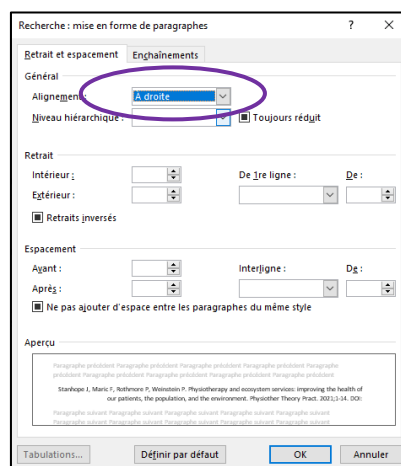 Recherche : mise en forme de paragraphes ? ×
Retrait et espacement Enchaînements
Général
Alignement : À droite
Niveau hiérarchique : Toujours réduit
Retrait
Intérieur : De 1re ligne : De :
Extérieur :
Retraits inversés
Espacement
Avant : Interligne : De :
Après :
Ne pas ajouter d'espace entre les paragraphes du même style
Aperçu
Paragraphe précédent Paragraphe précédent Paragraphe précédent Paragraphe précédent Paragraphe précédent
Paragraphe précédent Paragraphe précédent Paragraphe précédent Paragraphe précédent Paragraphe précédent
Stanhope J, Maric F, Rothmore P, Weinstein P. Physiotherapy and ecosystem services: improving the health of
our patients, the population, and the environment. Physiother Theory Pract. 2021;1-14. DOI:
Paragraphe suivant Paragraphe suivant Paragraphe suivant Paragraphe suivant Paragraphe suivant
Paragraphe suivant Paragraphe suivant Paragraphe suivant Paragraphe suivant Paragraphe suivant
Tabulations... Définir par défaut OK Annuler